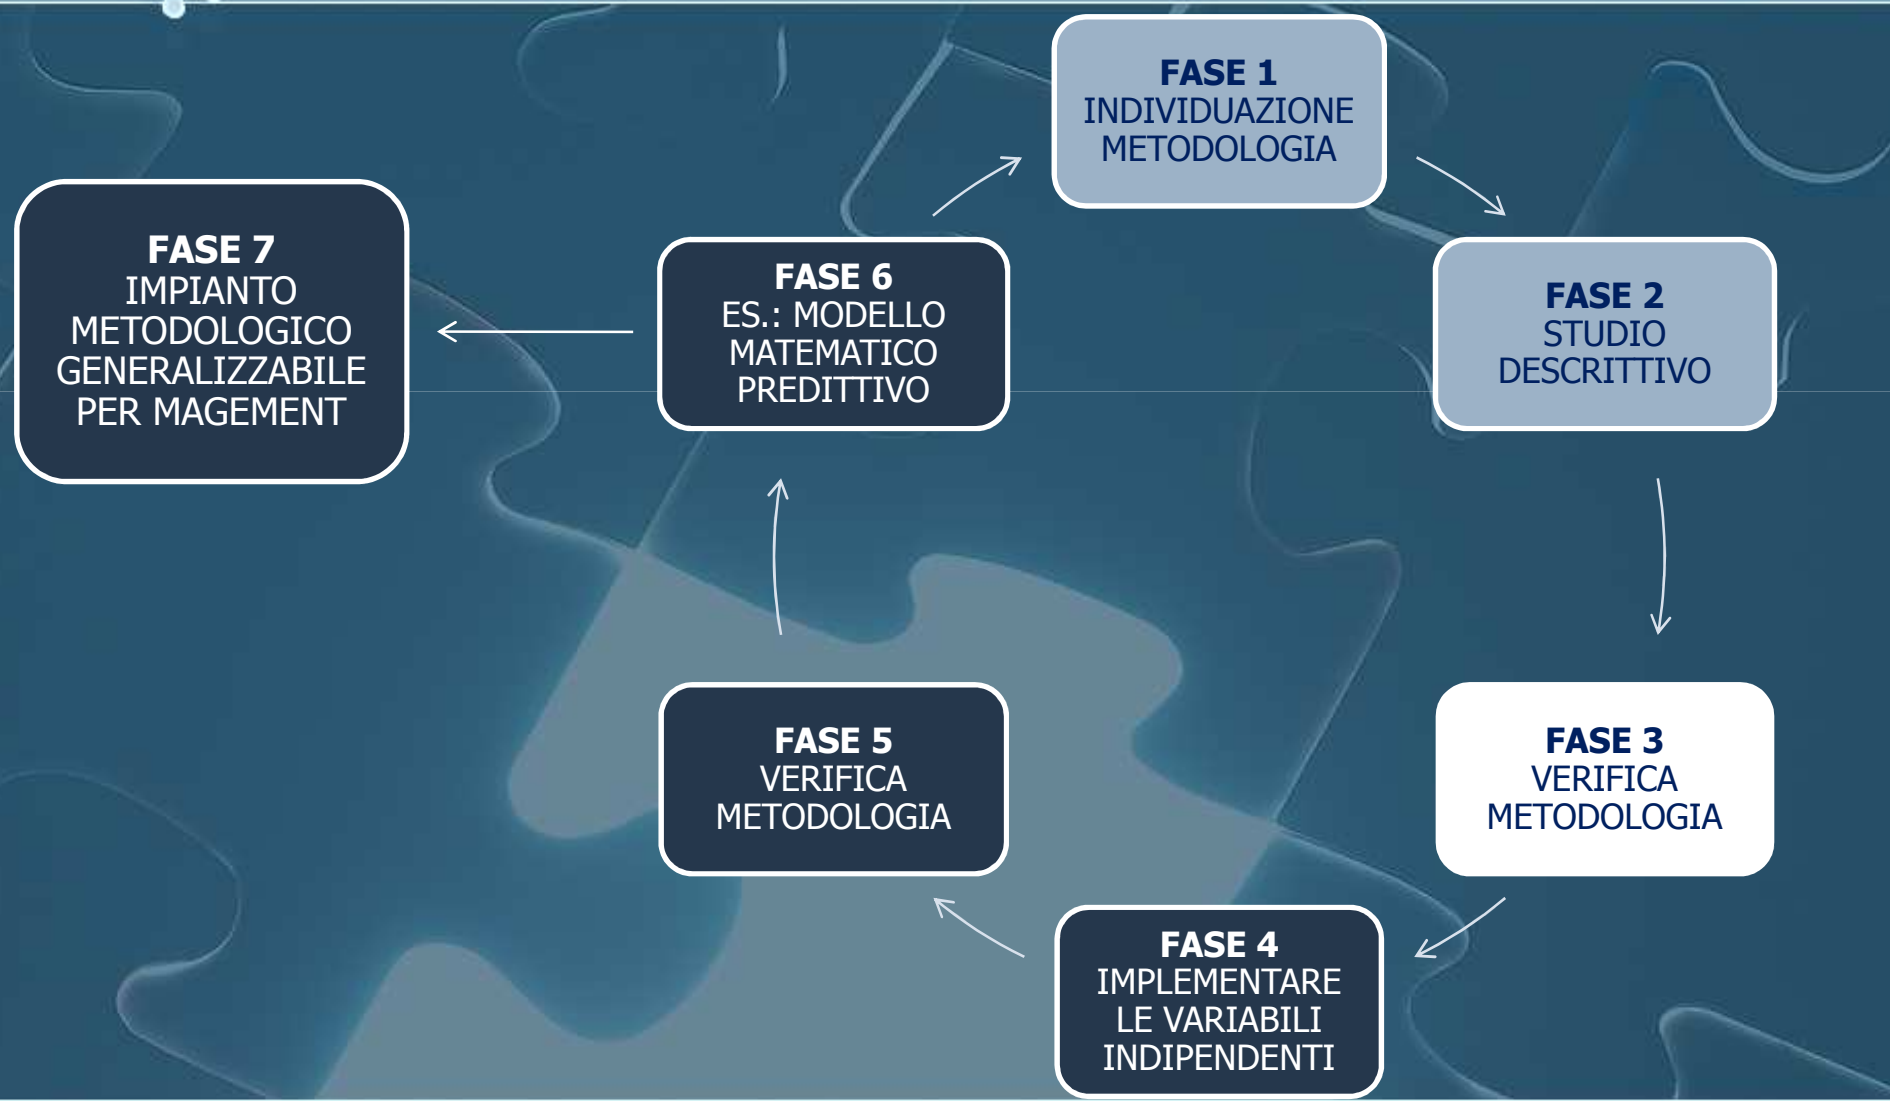 FASE 1
INDIVIDUAZIONE
METODOLOGIA
FASE 2
STUDIO
DESCRITTIVO
FASE 3
VERIFICA
METODOLOGIA
FASE 4
IMPLEMENTARE
LE VARIABILI
INDIPENDENTI
FASE 5
VERIFICA
METODOLOGIA
FASE 6
ES.: MODELLO
MATEMATICO
PREDITTIVO
FASE 7
IMPIANTO
METODOLOGICO
GENERALIZZABILE
PER MAGEMENT